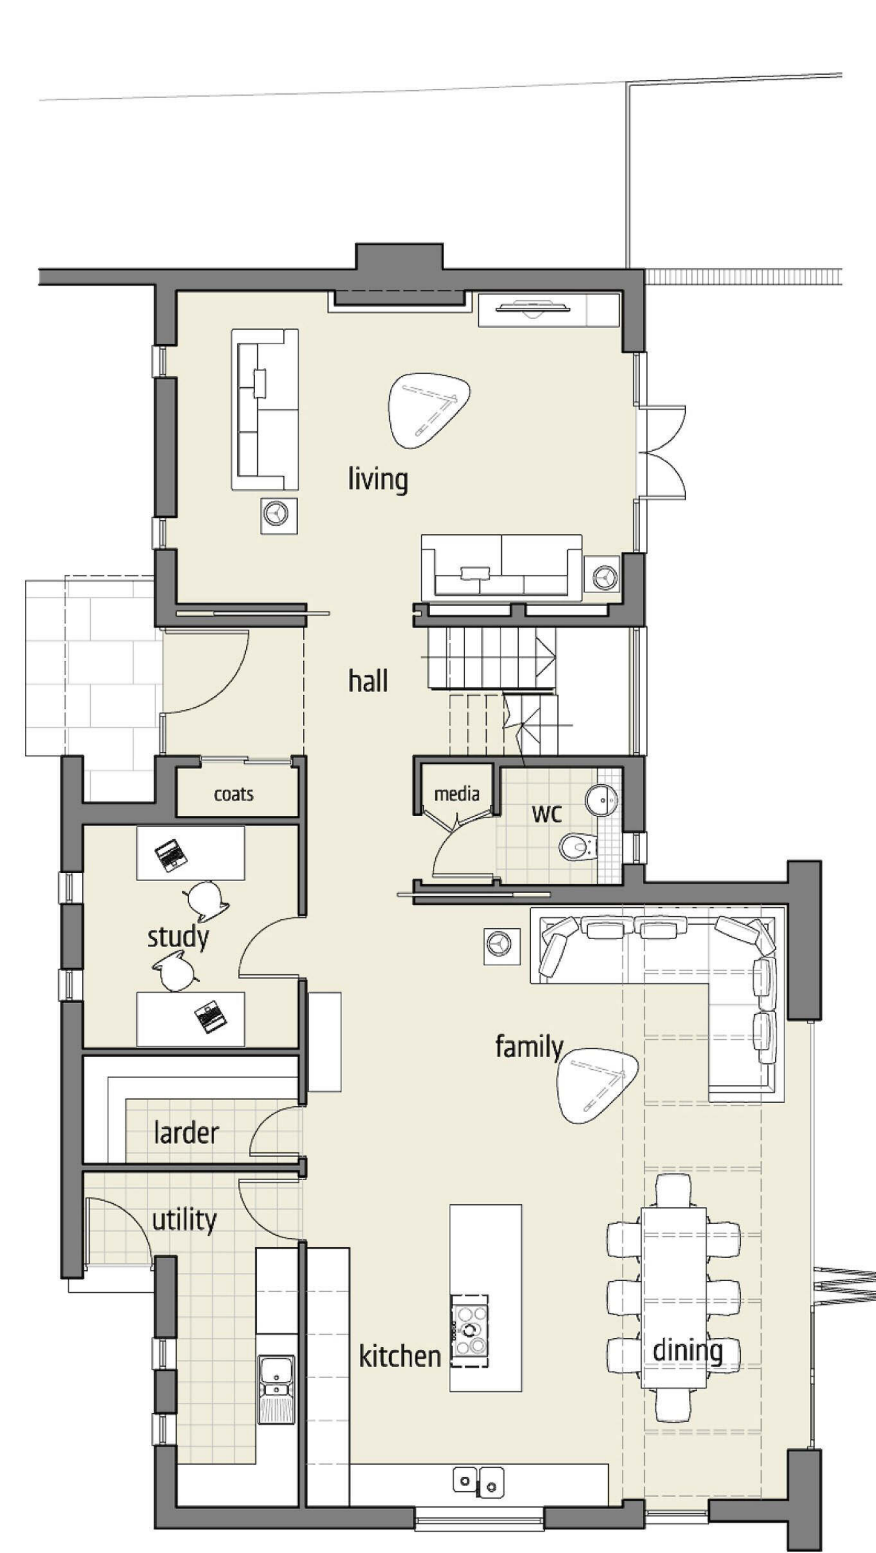 living
hall
coats
media
wc
study
family
larder
utility
kitchen
dining